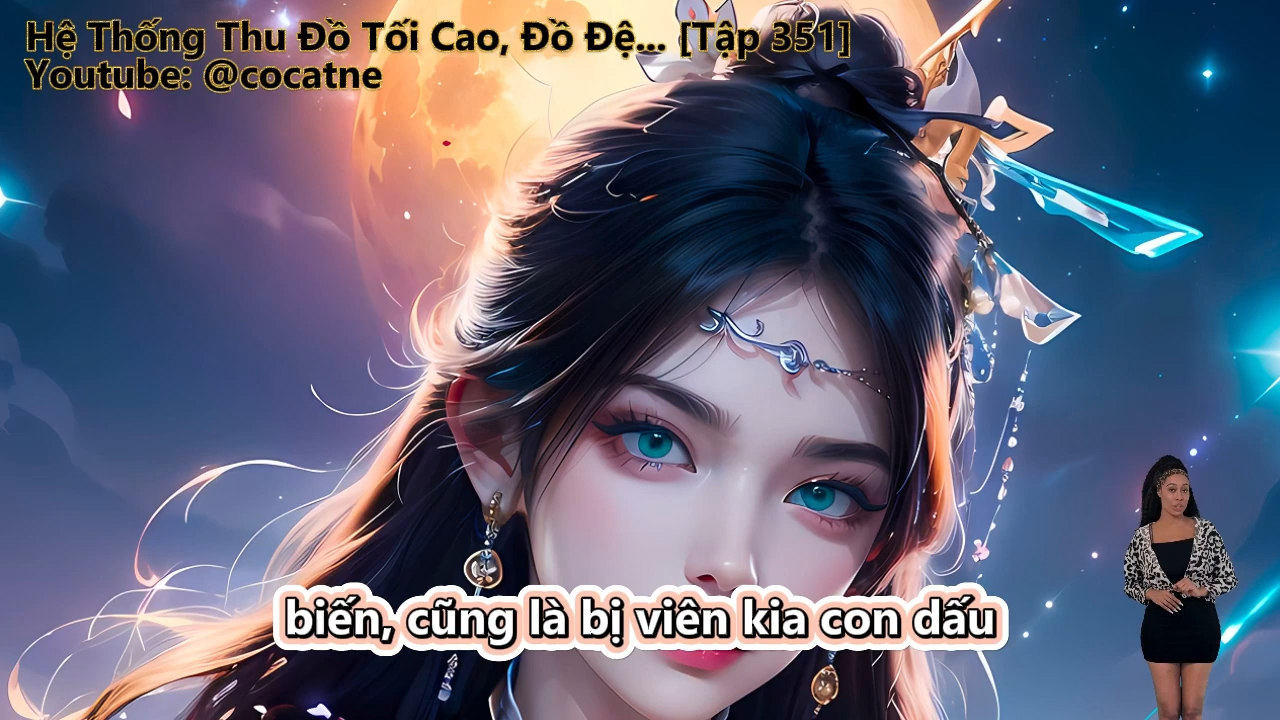 Hệ Thống Thu Đồ Tối Cao, Đồ Đệ... [Tập 351]
Youtube: @cocatne
biến, cũng là bị viên kia con dấu